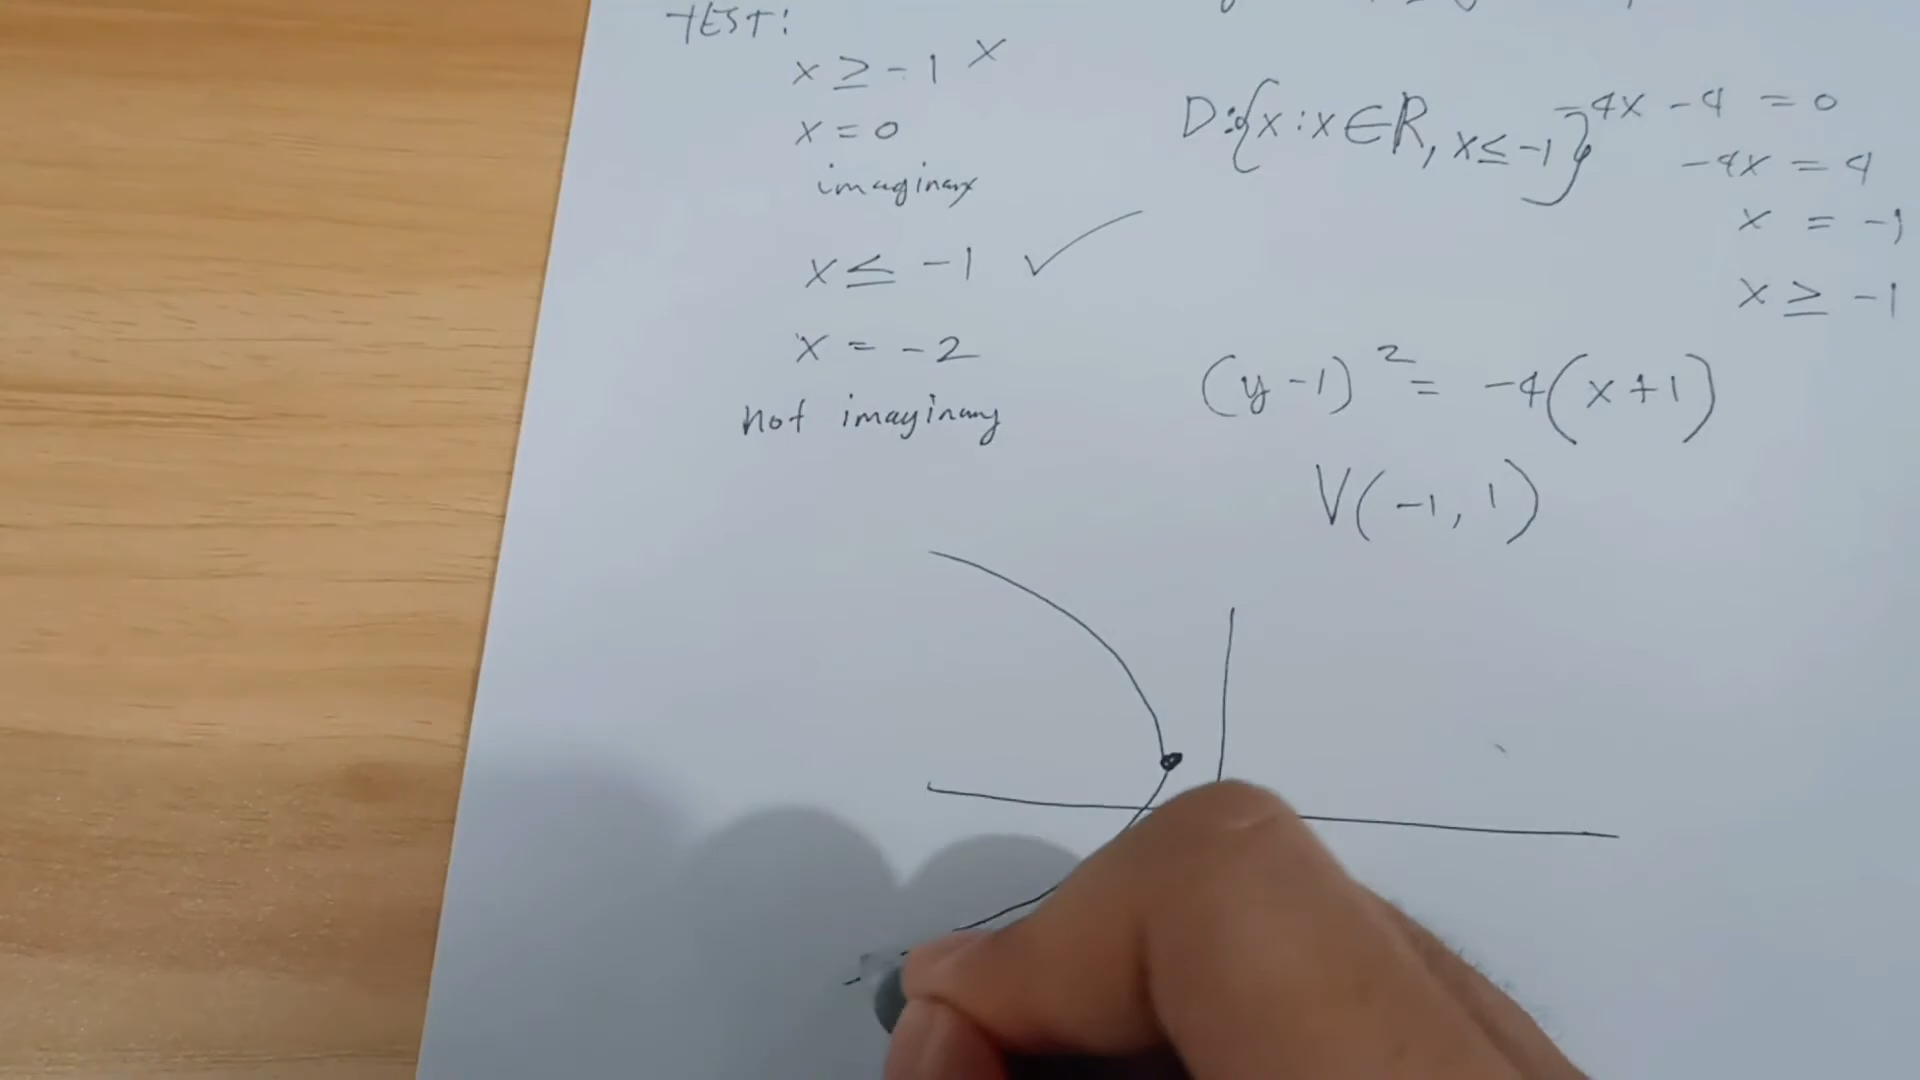 TEST:
x ≥ -1 x
x = 0
imaginary
x ≤ -1 ✓
x = -2
not imaginary
D:{x:x∈R, x≤-1}
-4x -4 = 0
-4x = 4
x = -1
x ≥ -1
(y-1)² = -4(x+1)
V(-1, 1)